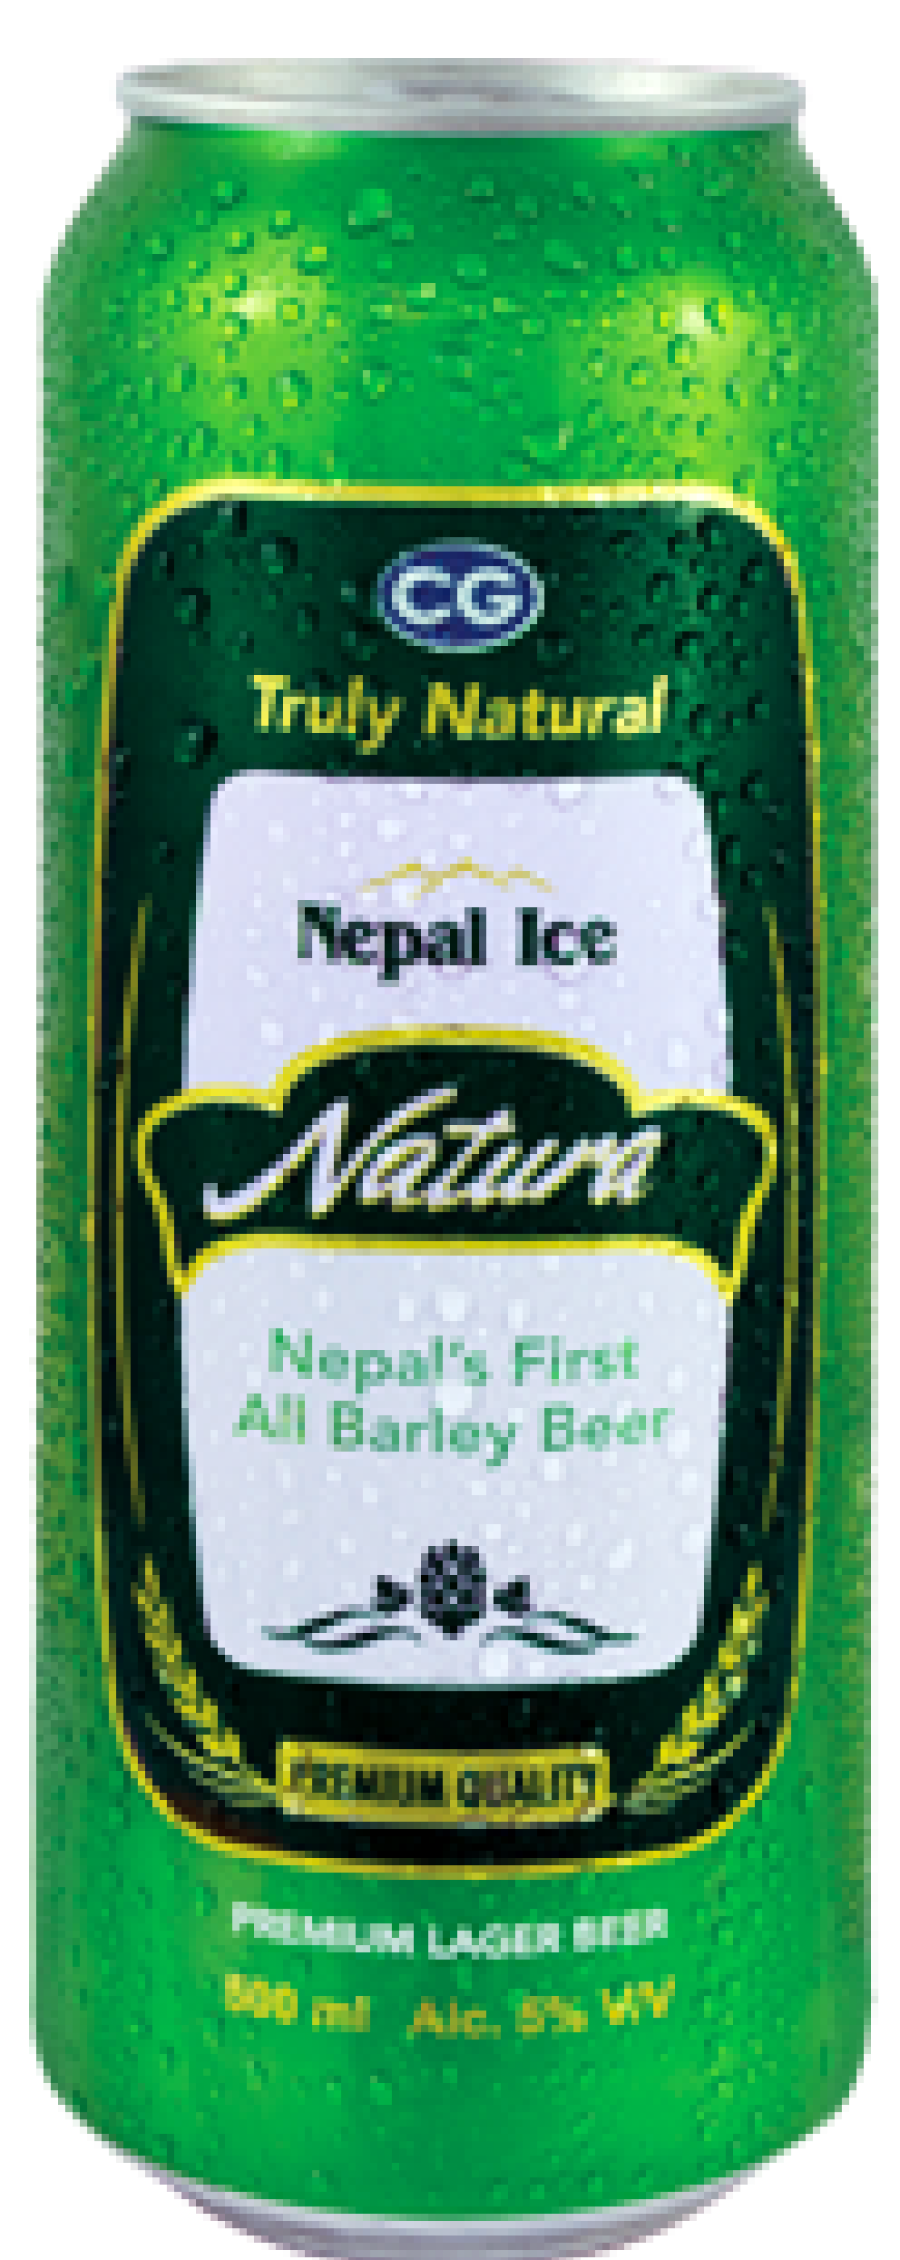 CG
Truly Natural
Nepal Ice
Natura
Nepal's First
All Barley Beer
PREMIUM QUALITY
PREMIUM LAGER BEER
500 ml Alc. 5% V/V